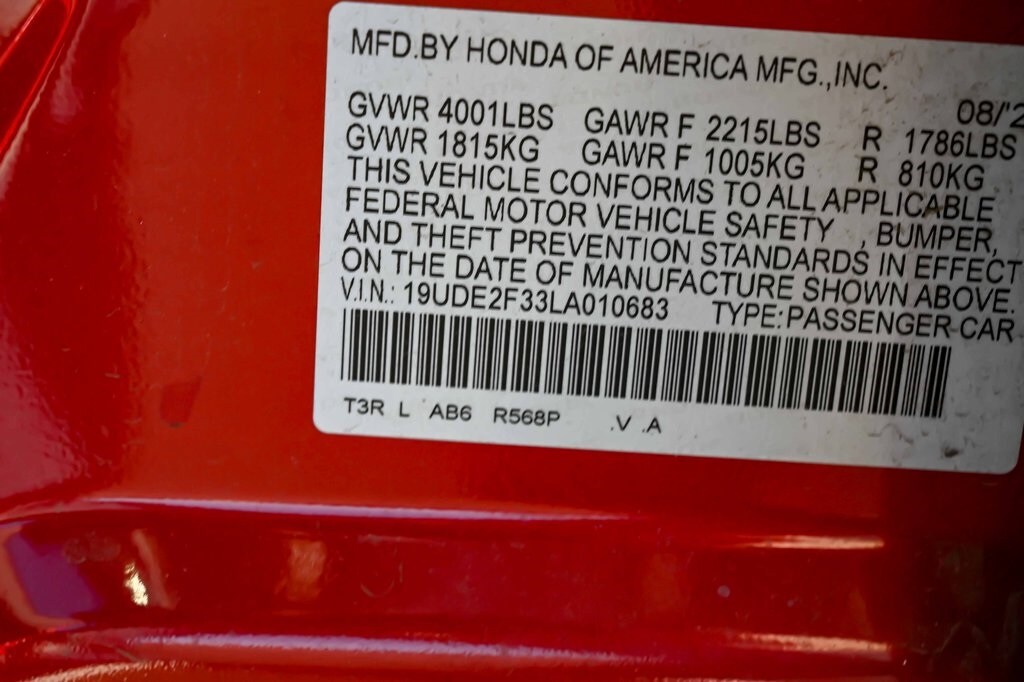 MFD.BY HONDA OF AMERICA MFG.,INC.
08/'2
GVWR 4001LBS GAWR F 2215LBS R 1786LBS
GVWR 1815KG GAWR F 1005KG R 810KG
THIS VEHICLE CONFORMS TO ALL APPLICABLE
FEDERAL MOTOR VEHICLE SAFETY , BUMPER,
AND THEFT PREVENTION STANDARDS IN EFFECT
ON THE DATE OF MANUFACTURE SHOWN ABOVE.
V.I.N.: 19UDE2F33LA010683 TYPE:PASSENGER CAR
T3R L AB6 R568P .V .A